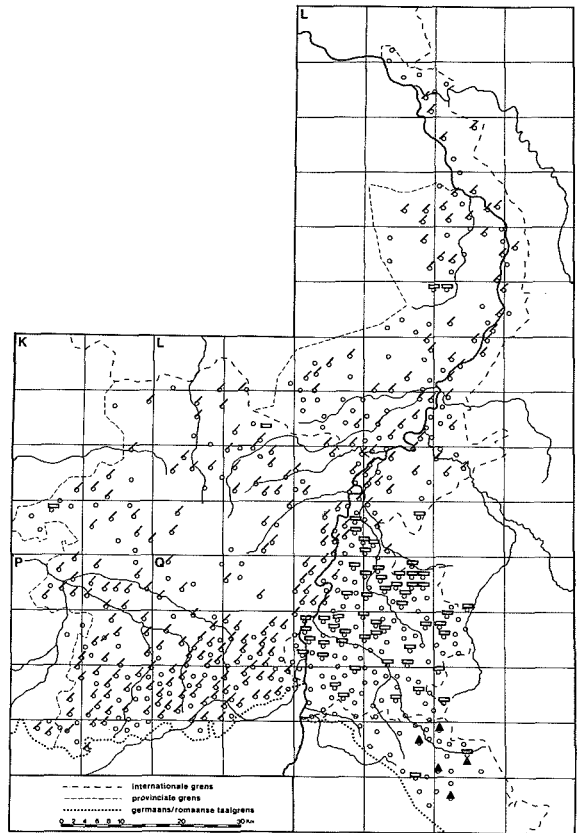 L
K L
P Q
internationale grens
provinciale grens
germaans/romaanse taalgrens
0 2 4 6 8 10 20 30 Km